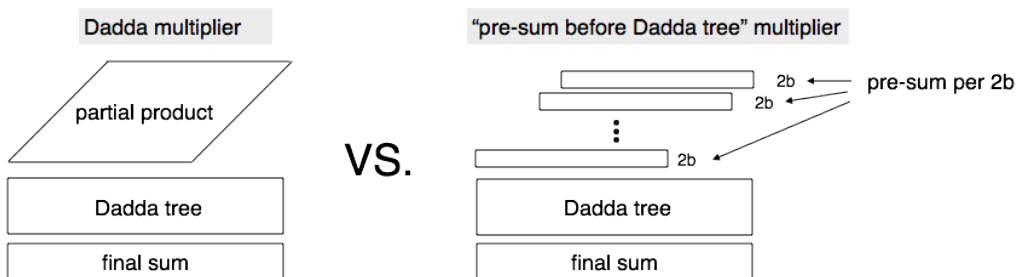 Dadda multiplier
partial product
Dadda tree
final sum
VS.
“pre-sum before Dadda tree” multiplier
2b
pre-sum per 2b
2b
2b
Dadda tree
final sum